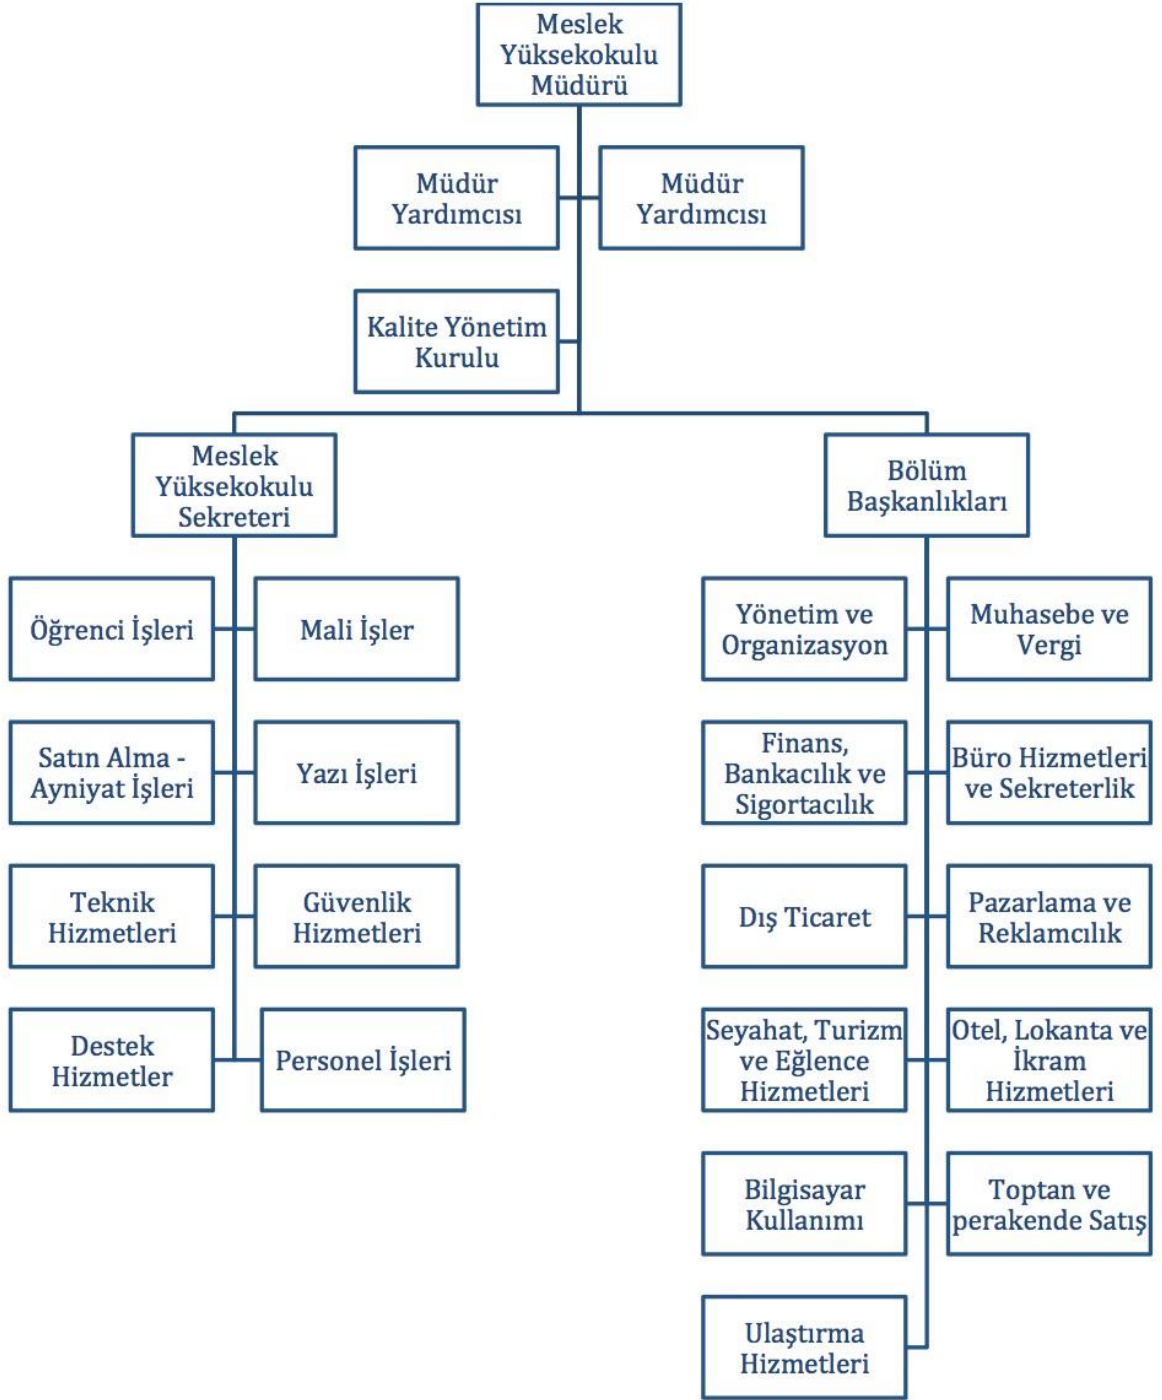 Meslek
Yüksekokulu
Müdürü
Müdür
Yardımcısı
Müdür
Yardımcısı
Kalite Yönetim
Kurulu
Meslek
Yüksekokulu
Sekreteri
Bölüm
Başkanlıkları
Öğrenci İşleri
Mali İşler
Yönetim ve
Organizasyon
Muhasebe ve
Vergi
Satın Alma -
Ayniyat İşleri
Yazı İşleri
Finans,
Bankacılık ve
Sigortacılık
Büro Hizmetleri
ve Sekreterlik
Teknik
Hizmetleri
Güvenlik
Hizmetleri
Dış Ticaret
Pazarlama ve
Reklamcılık
Destek
Hizmetler
Personel İşleri
Seyahat, Turizm
ve Eğlence
Hizmetleri
Otel, Lokanta ve
İkram
Hizmetleri
Bilgisayar
Kullanımı
Toptan ve
perakende Satış
Ulaştırma
Hizmetleri